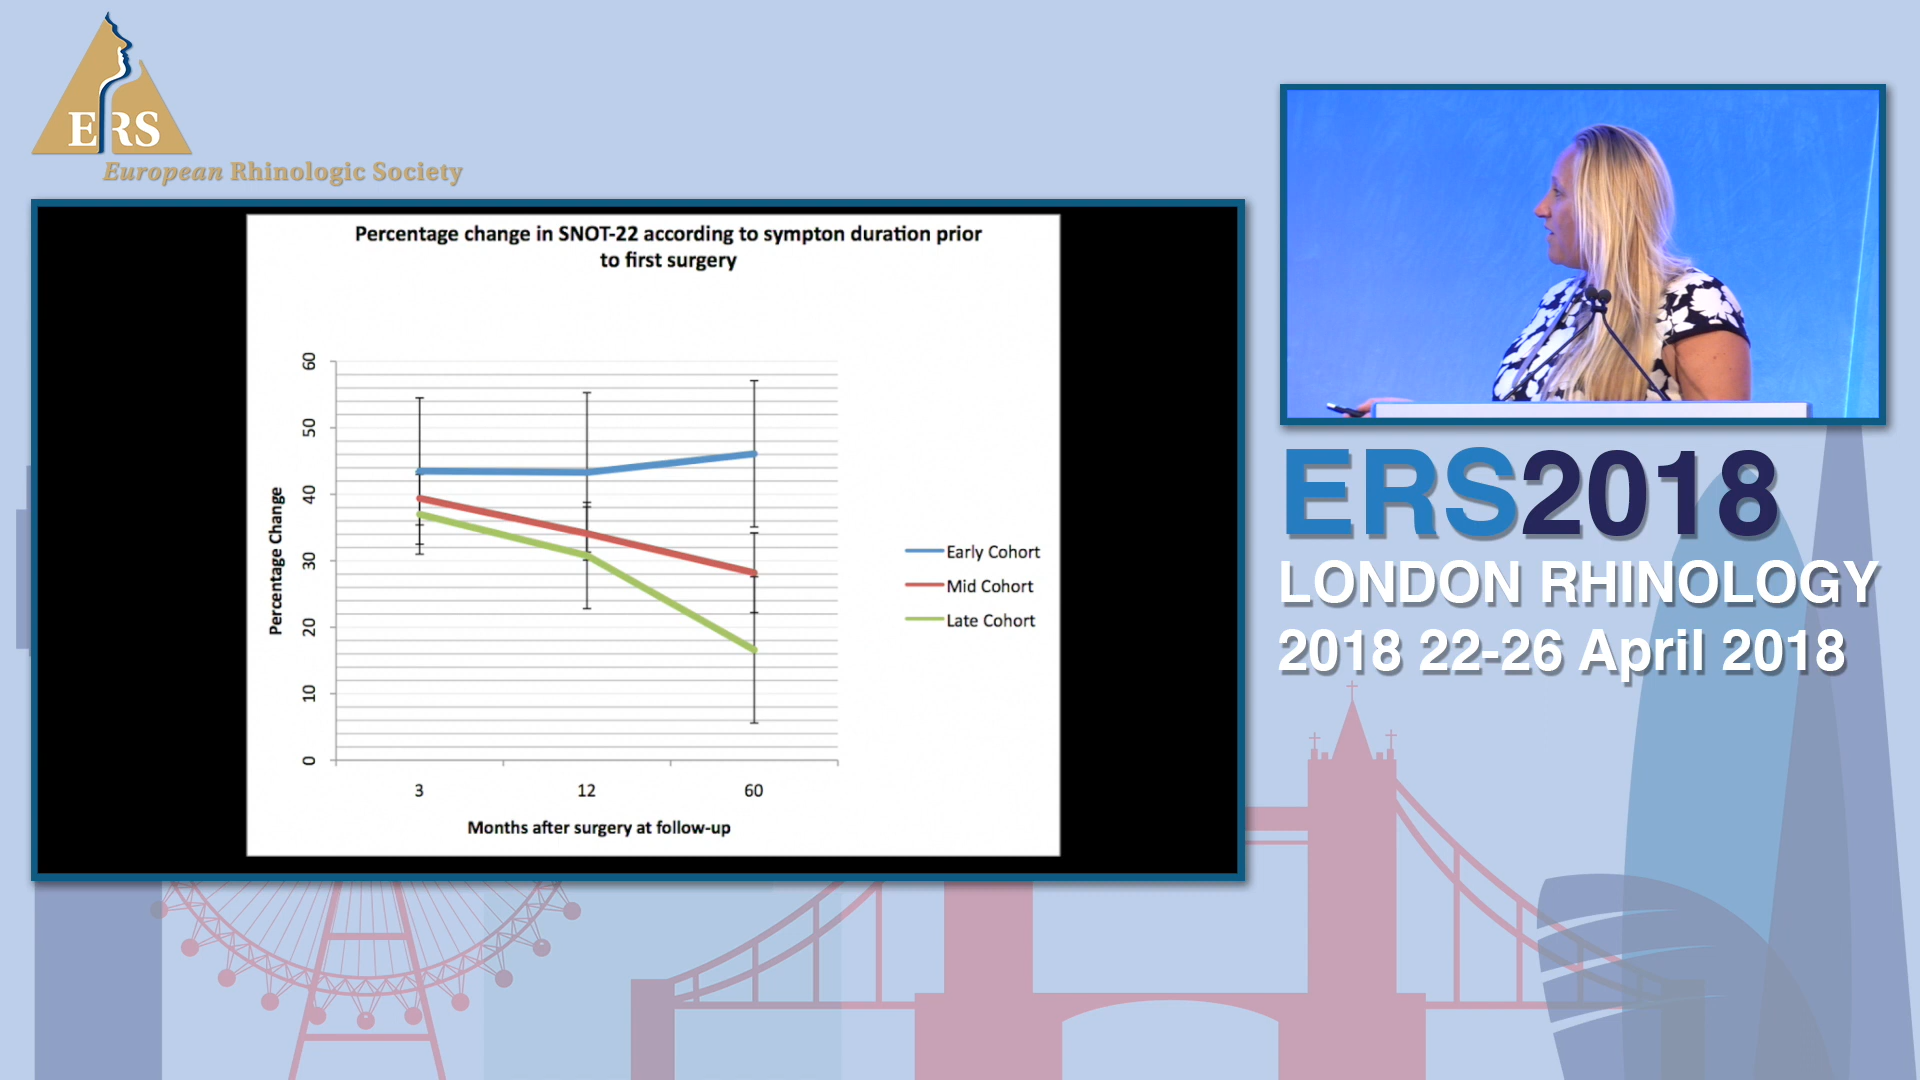 ERS
European Rhinologic Society
Percentage change in SNOT-22 according to sympton duration prior
to first surgery
Percentage Change
60
50
40
30
20
10
0
3
12
60
Months after surgery at follow-up
Early Cohort
Mid Cohort
Late Cohort
ERS2018
LONDON RHINOLOGY
2018 22-26 April 2018